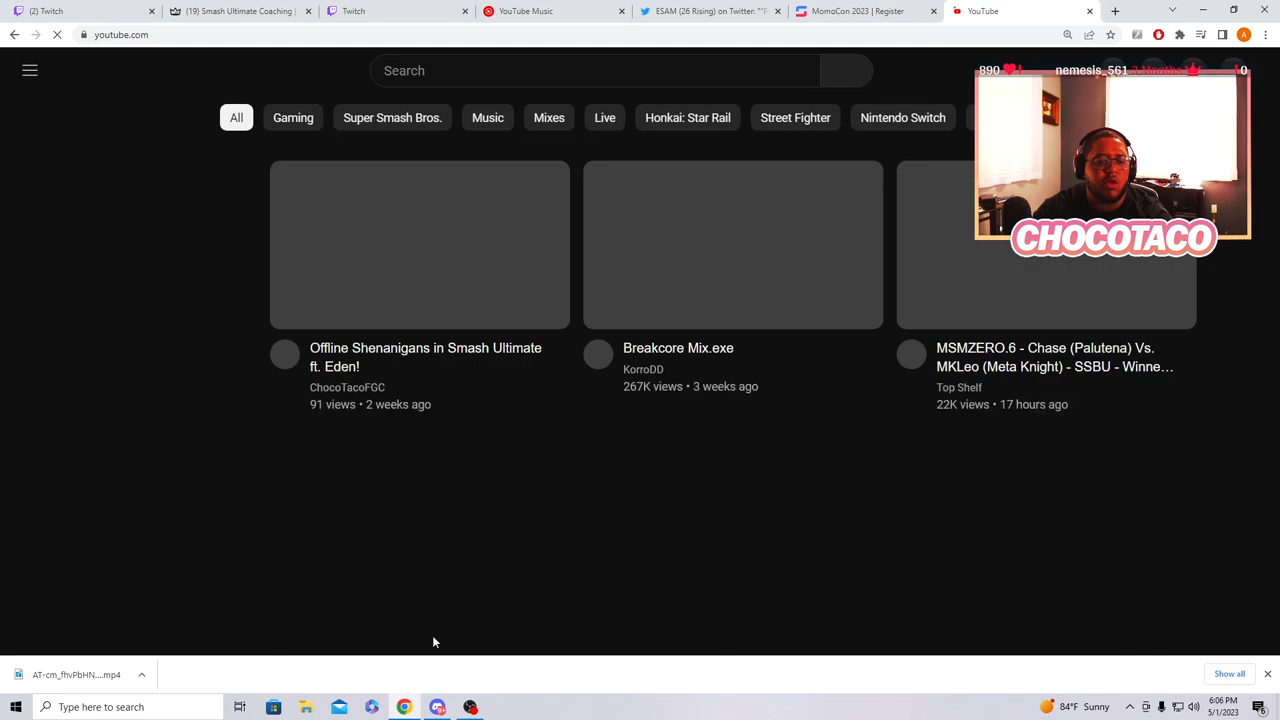 (2) Twitch
(19) Smash Ultimate Coaching |
Twitch
YouTube Music
ESAM (26 Rising) on Twitter: "
MomoCon 2023 | Register
YouTube
youtube.com
Search
890
nemesis_561 3 Months
0
All
Gaming
Super Smash Bros.
Music
Mixes
Live
Honkai: Star Rail
Street Fighter
Nintendo Switch
CHOCOTACO
Offline Shenanigans in Smash Ultimate
ft. Eden!
ChocoTacoFGC
91 views • 2 weeks ago
Breakcore Mix.exe
KorroDD
267K views • 3 weeks ago
MSMZERO.6 - Chase (Palutena) Vs.
MKLeo (Meta Knight) - SSBU - Winne...
Top Shelf
22K views • 17 hours ago
AT-cm_fhvPbHN....mp4
Show all
Type here to search
84°F Sunny
6:06 PM
5/1/2023
6